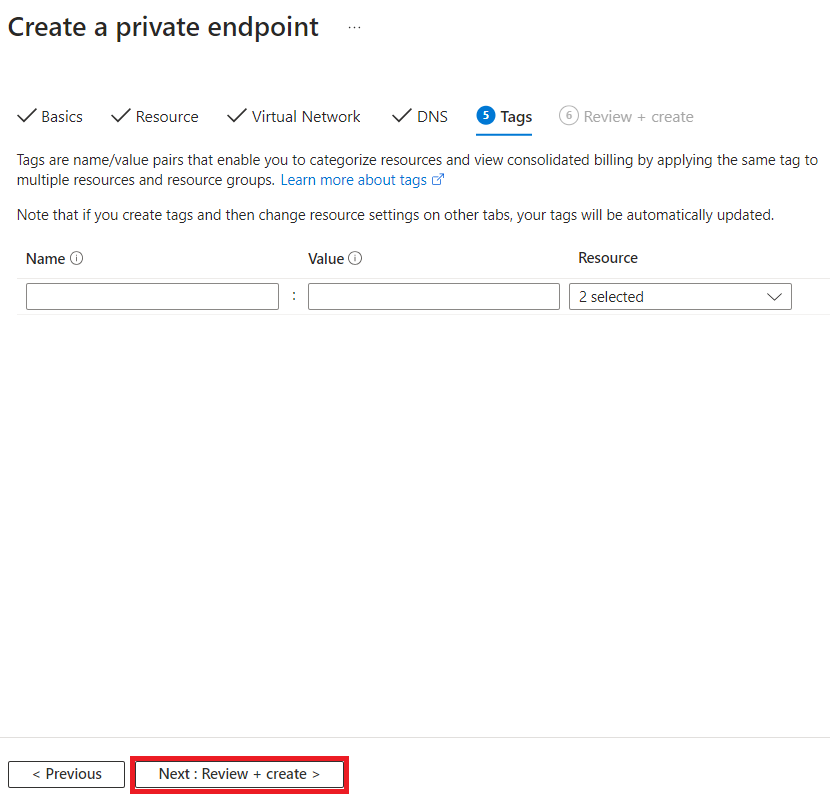 Create a private endpoint ...
Basics Resource Virtual Network DNS 5 Tags 6 Review + create
Tags are name/value pairs that enable you to categorize resources and view consolidated billing by applying the same tag to
multiple resources and resource groups. Learn more about tags
Note that if you create tags and then change resource settings on other tabs, your tags will be automatically updated.
Name Value Resource
: 2 selected
< Previous Next : Review + create >